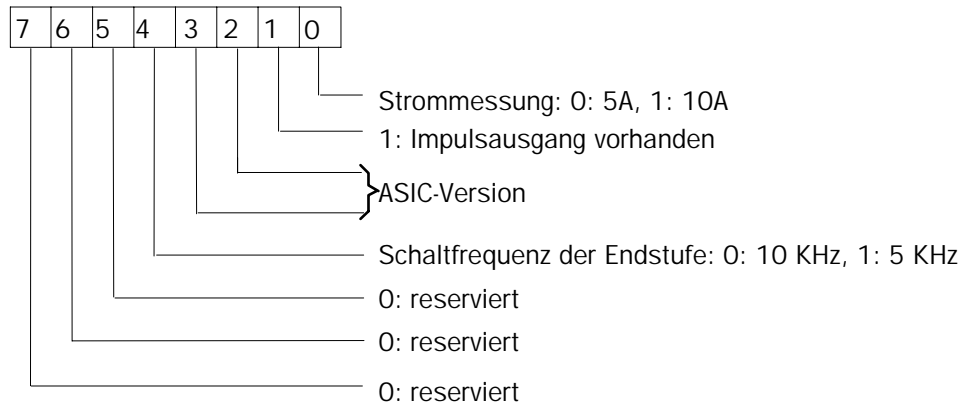 7 6 5 4 3 2 1 0
Strommessung: 0: 5A, 1: 10A
1: Impulsausgang vorhanden
ASIC-Version
Schaltfrequenz der Endstufe: 0: 10 KHz, 1: 5 KHz
0: reserviert
0: reserviert
0: reserviert